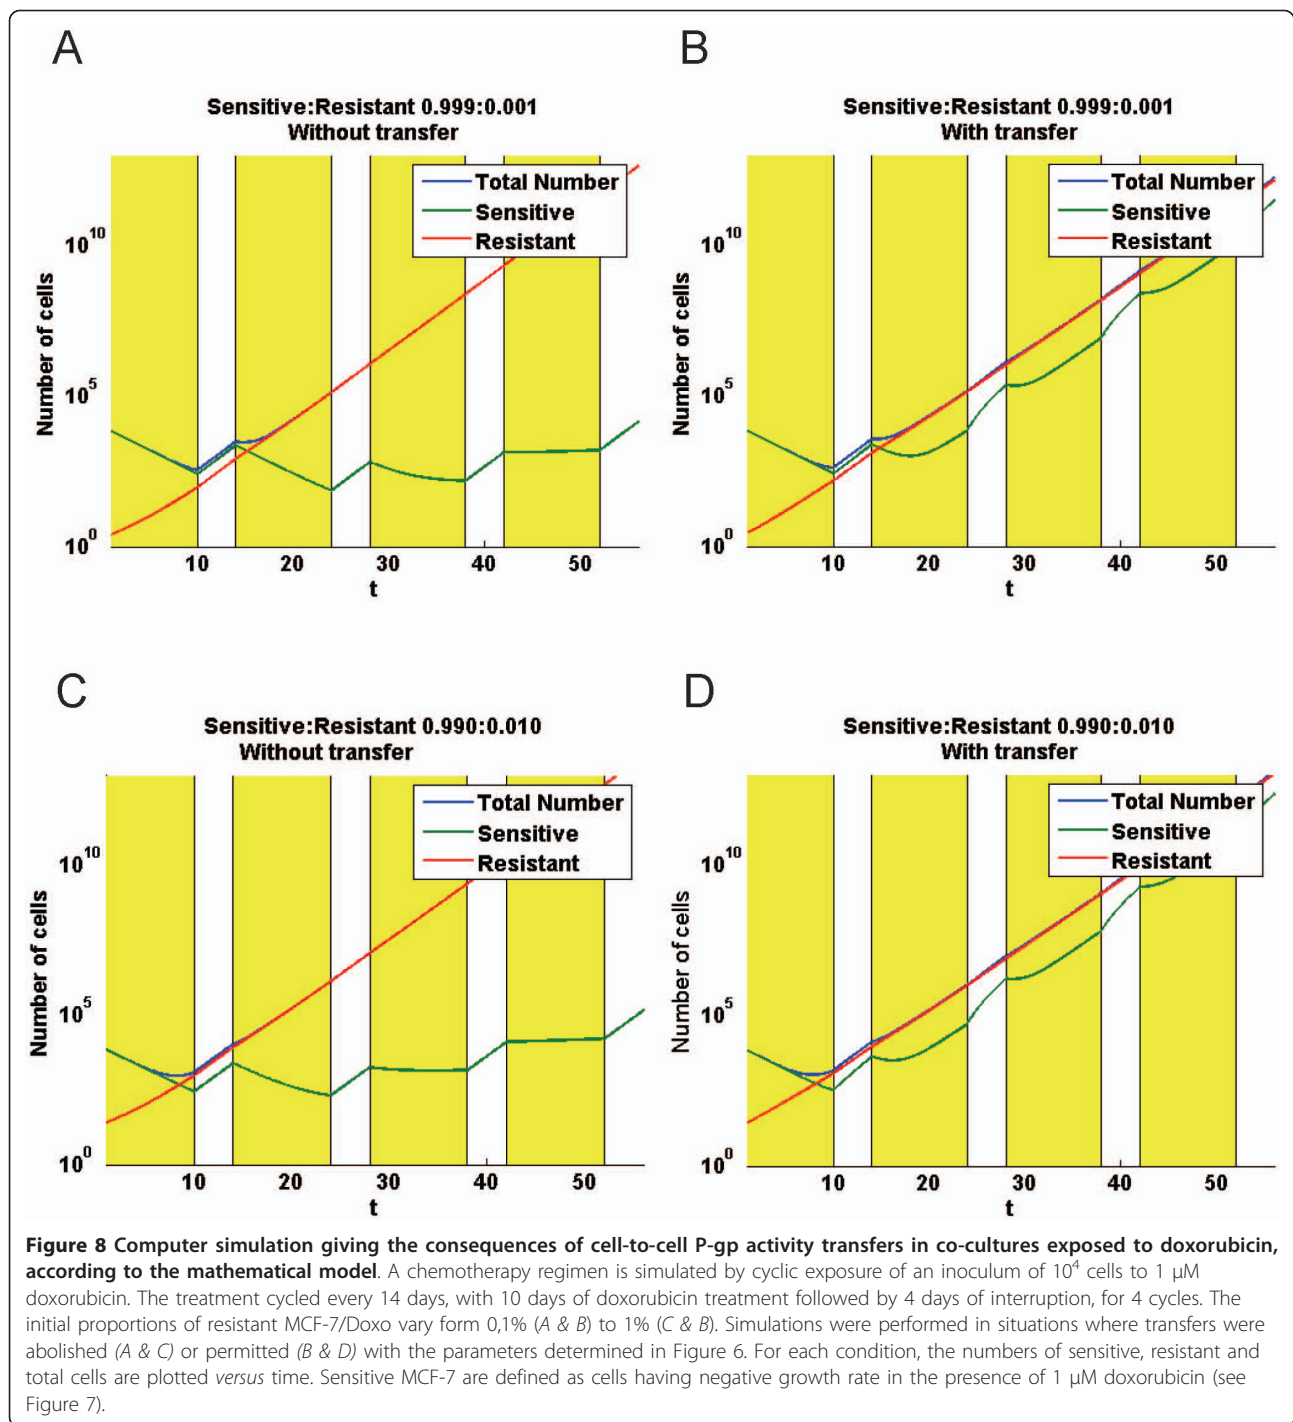 A
Sensitive:Resistant 0.999:0.001
Without transfer
Total Number
Sensitive
Resistant
Number of cells
10^10
10^5
10^0
10 20 30 40 50
t
B
Sensitive:Resistant 0.999:0.001
With transfer
Total Number
Sensitive
Resistant
Number of cells
10^10
10^5
10^0
10 20 30 40 50
t
C
Sensitive:Resistant 0.990:0.010
Without transfer
Total Number
Sensitive
Resistant
Number of cells
10^10
10^5
10^0
10 20 30 40 50
t
D
Sensitive:Resistant 0.990:0.010
With transfer
Total Number
Sensitive
Resistant
Number of cells
10^10
10^5
10^0
10 20 30 40 50
t
Figure 8 Computer simulation giving the consequences of cell-to-cell P-gp activity transfers in co-cultures exposed to doxorubicin,
according to the mathematical model. A chemotherapy regimen is simulated by cyclic exposure of an inoculum of 10^4 cells to 1 μM
doxorubicin. The treatment cycled every 14 days, with 10 days of doxorubicin treatment followed by 4 days of interruption, for 4 cycles. The
initial proportions of resistant MCF-7/Doxo vary form 0,1% (A & B) to 1% (C & B). Simulations were performed in situations where transfers were
abolished (A & C) or permitted (B & D) with the parameters determined in Figure 6. For each condition, the numbers of sensitive, resistant and
total cells are plotted versus time. Sensitive MCF-7 are defined as cells having negative growth rate in the presence of 1 μM doxorubicin (see
Figure 7).